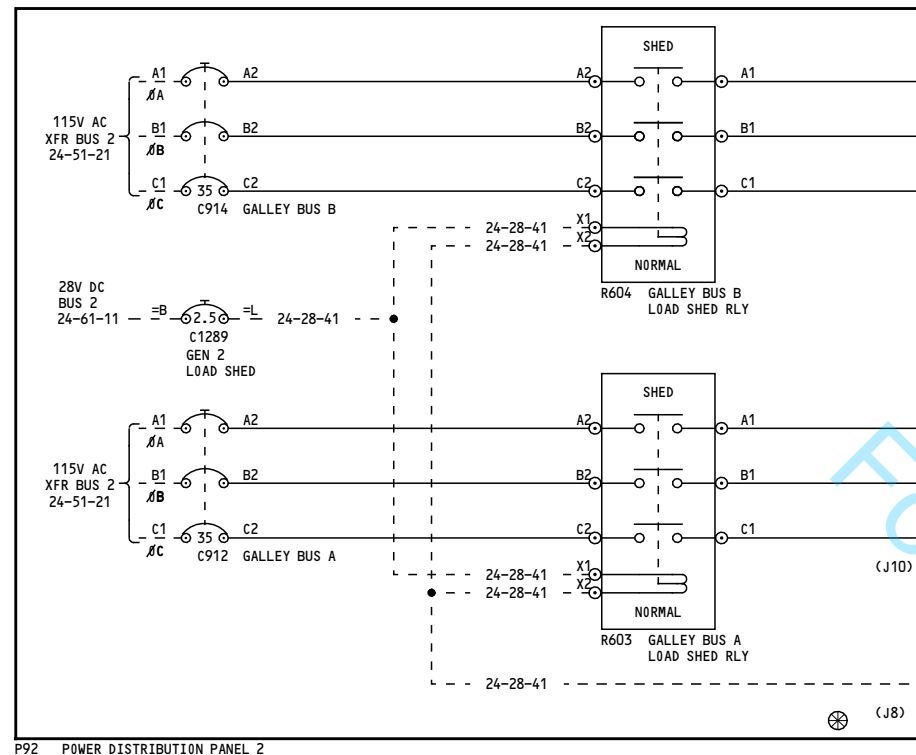 SHED
A1 A2 A2 A1
ØA
115V AC
XFR BUS 2
24-51-21
B1 B2 B2 B1
ØB
C1 35 C2 C2 C1
ØC C914 GALLEY BUS B
24-28-41 X1
24-28-41 X2
NORMAL
R604 GALLEY BUS B
LOAD SHED RLY
28V DC
BUS 2
24-61-11 =B 2.5 =L 24-28-41
C1289
GEN 2
LOAD SHED
SHED
A1 A2 A2 A1
ØA
115V AC
XFR BUS 2
24-51-21
B1 B2 B2 B1
ØB
C1 35 C2 C2 C1
ØC C912 GALLEY BUS A
(J10)
24-28-41 X1
24-28-41 X2
NORMAL
R603 GALLEY BUS A
LOAD SHED RLY
24-28-41
(J8)
P92 POWER DISTRIBUTION PANEL 2